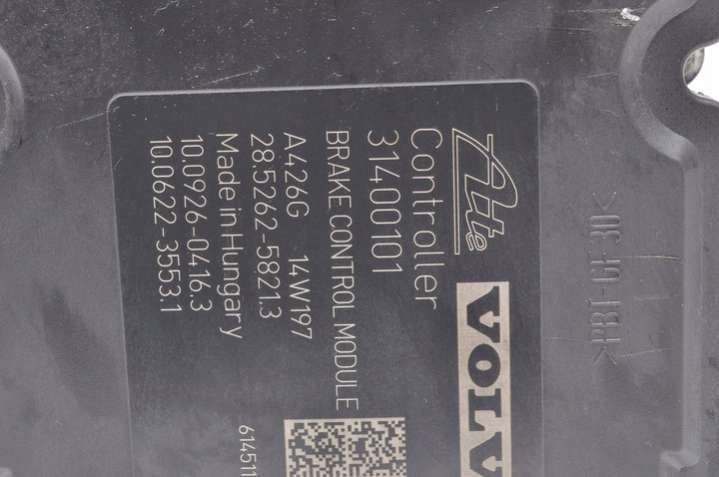 Ate VOLV
Controller
31400101
BRAKE CONTROL MODULE
A426G 14W197
28.5262-5821.3
Made in Hungary
10.0926-0416.3
10.0622-3553.1
614511